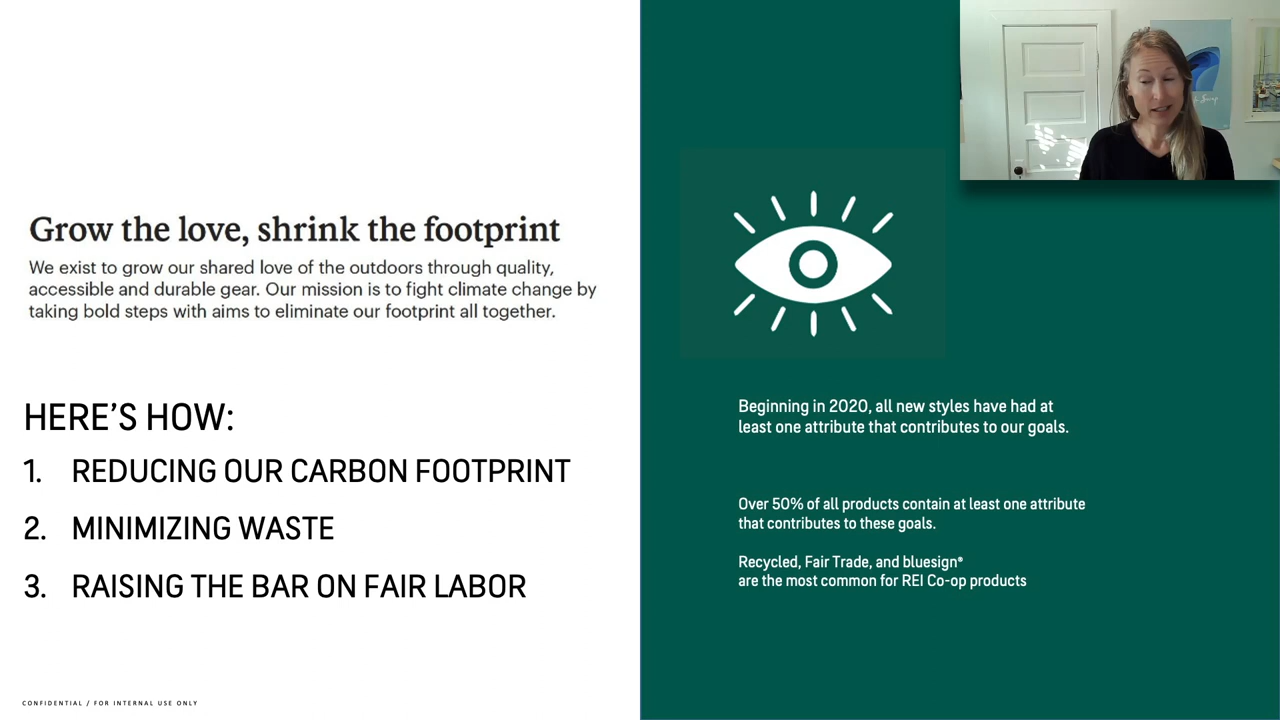 Grow the love, shrink the footprint
We exist to grow our shared love of the outdoors through quality,
accessible and durable gear. Our mission is to fight climate change by
taking bold steps with aims to eliminate our footprint all together.
HERE'S HOW:
1. REDUCING OUR CARBON FOOTPRINT
2. MINIMIZING WASTE
3. RAISING THE BAR ON FAIR LABOR
CONFIDENTIAL / FOR INTERNAL USE ONLY
Beginning in 2020, all new styles have had at
least one attribute that contributes to our goals.
Over 50% of all products contain at least one attribute
that contributes to these goals.
Recycled, Fair Trade, and bluesign®
are the most common for REI Co-op products